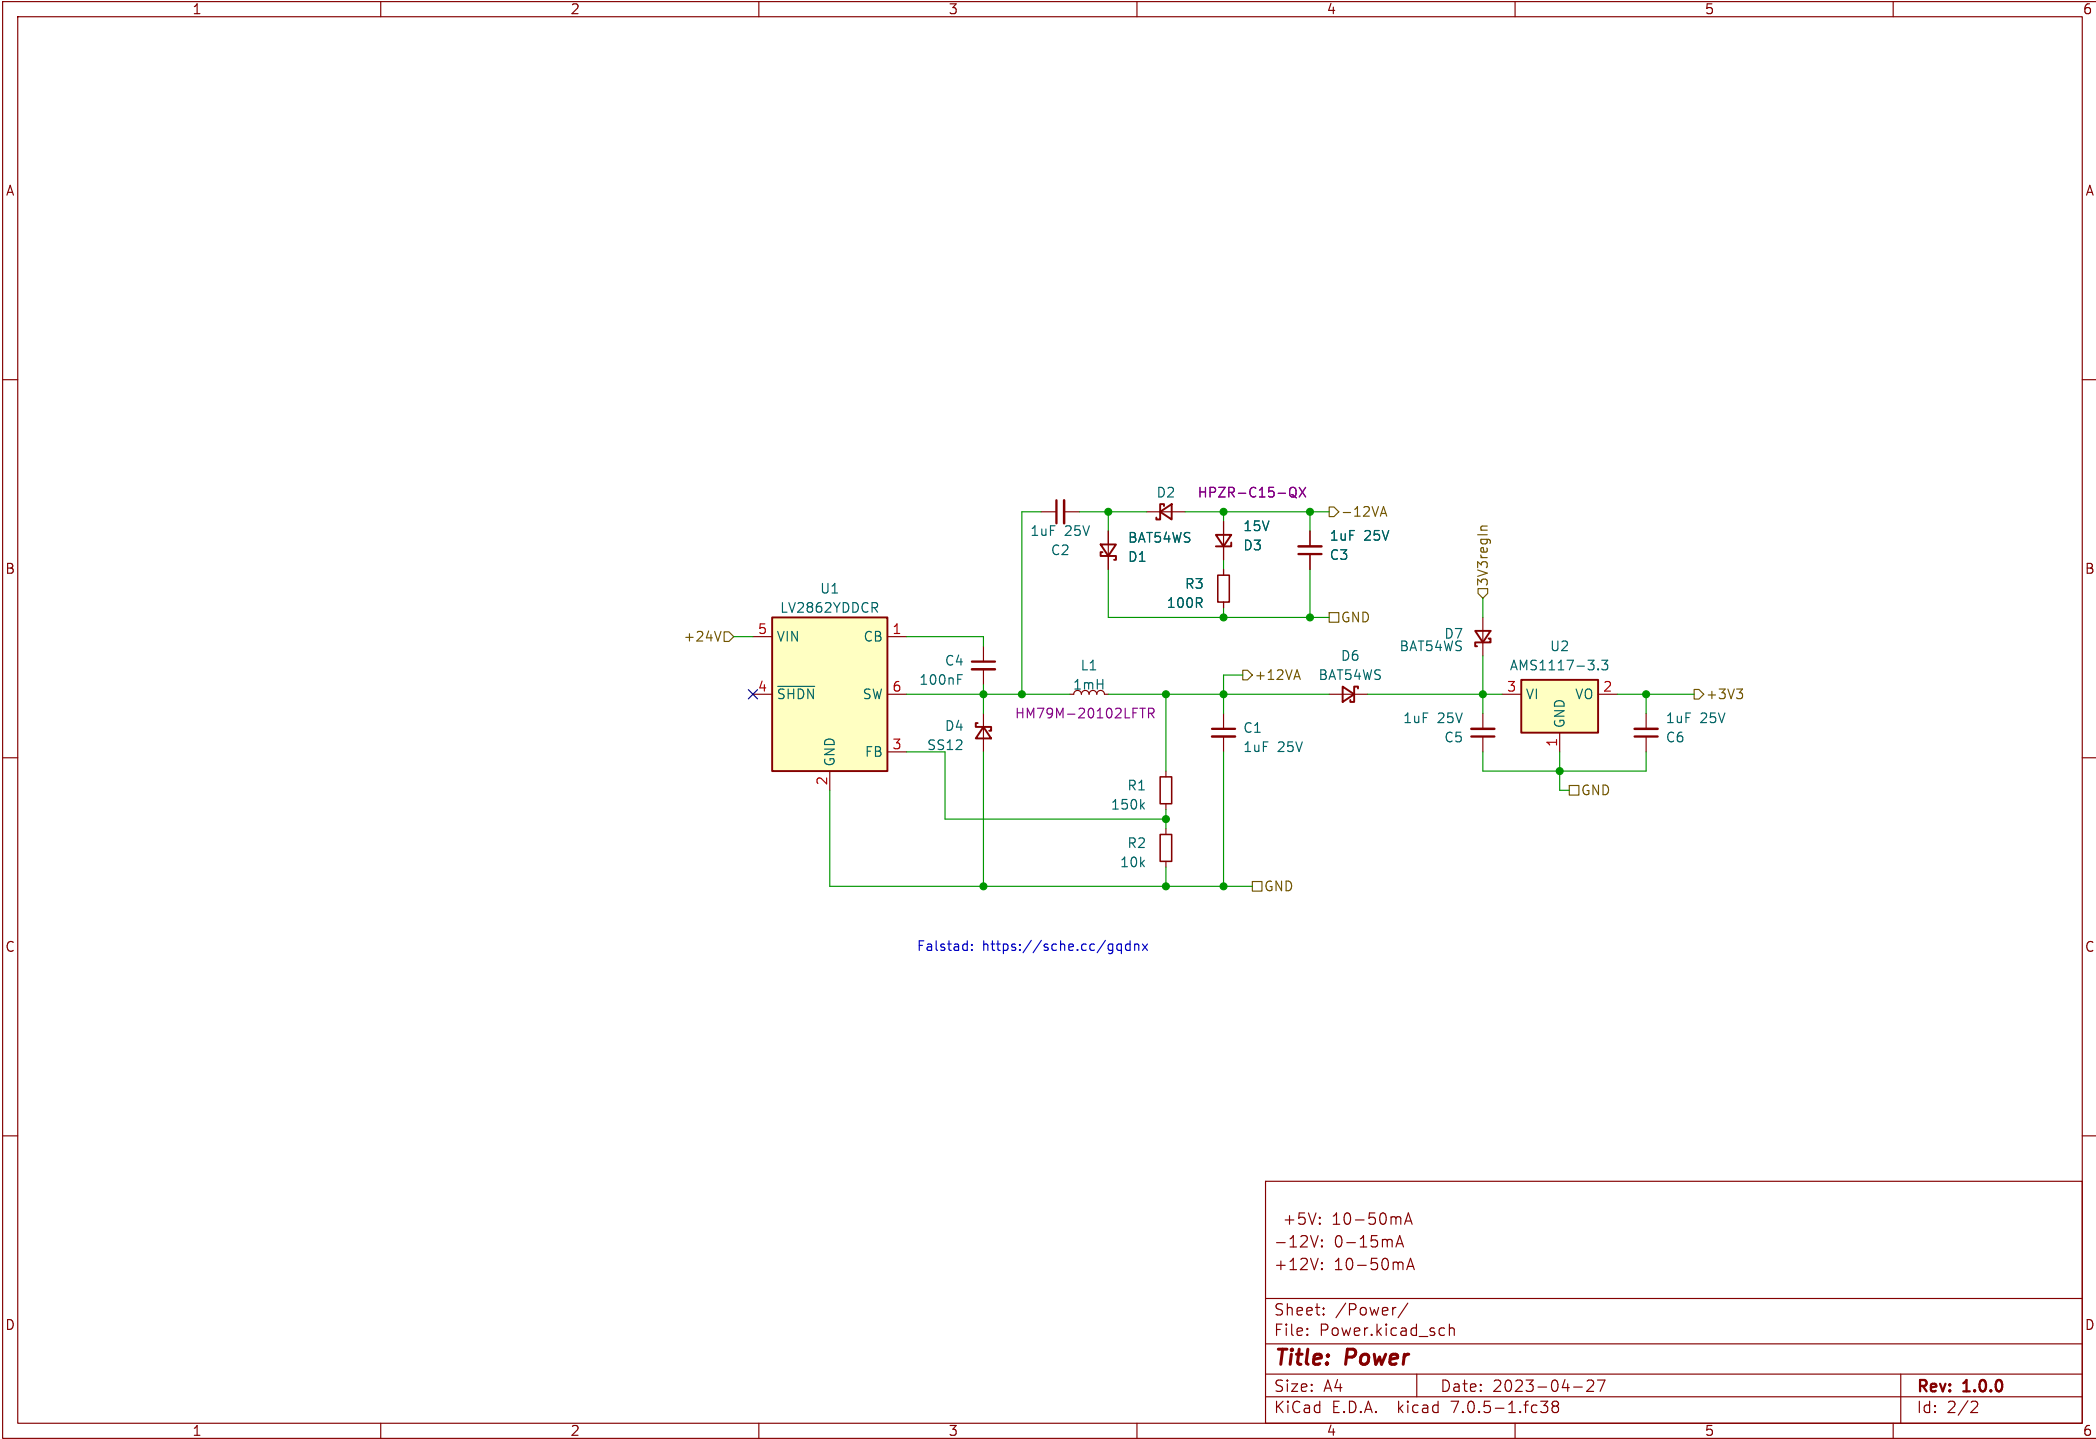 1 2 3 4 5 6
A A
B B
C C
D D
D2
HPZR-C15-QX
-12VA
1uF 25V
C2
BAT54WS
D1
15V
D3
1uF 25V
C3
R3
100R
GND
3V3regIn
U1
LV2862YDDCR
+24V
5 VIN
CB 1
4 SHDN
SW 6
FB 3
GND
2
C4
100nF
L1
1mH
HM79M-20102LFTR
D4
SS12
+12VA
D6
BAT54WS
D7
BAT54WS
U2
AMS1117-3.3
3 VI
VO 2
GND
1
+3V3
C1
1uF 25V
1uF 25V
C5
1uF 25V
C6
GND
R1
150k
R2
10k
GND
Falstad: https://sche.cc/gqdnx
+5V: 10-50mA
-12V: 0-15mA
+12V: 10-50mA
Sheet: /Power/
File: Power.kicad_sch
Title: Power
Size: A4
Date: 2023-04-27
Rev: 1.0.0
KiCad E.D.A. kicad 7.0.5-1.fc38
Id: 2/2
1 2 3 4 5 6